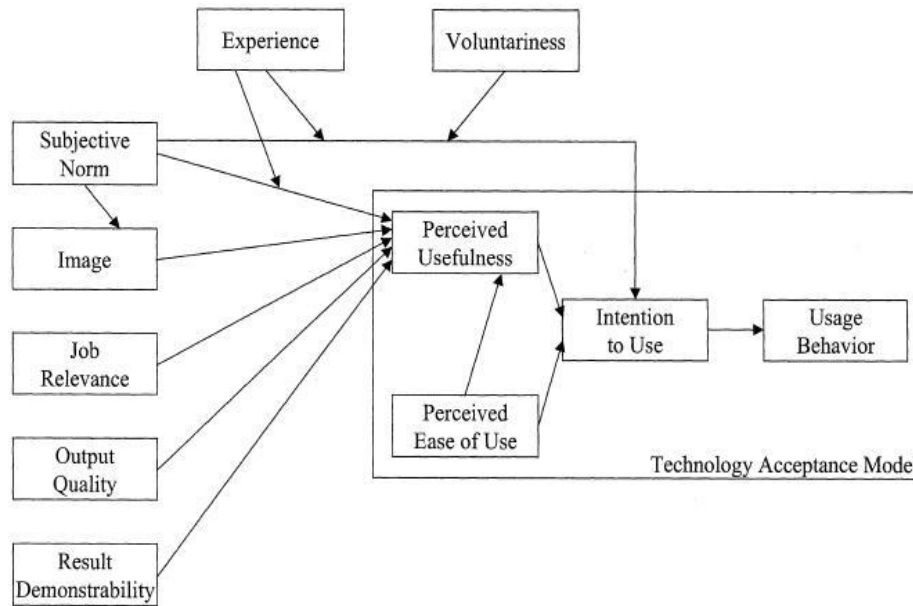 Experience
Voluntariness
Subjective
Norm
Image
Perceived
Usefulness
Intention
to Use
Usage
Behavior
Job
Relevance
Perceived
Ease of Use
Output
Quality
Technology Acceptance Mode
Result
Demonstrability